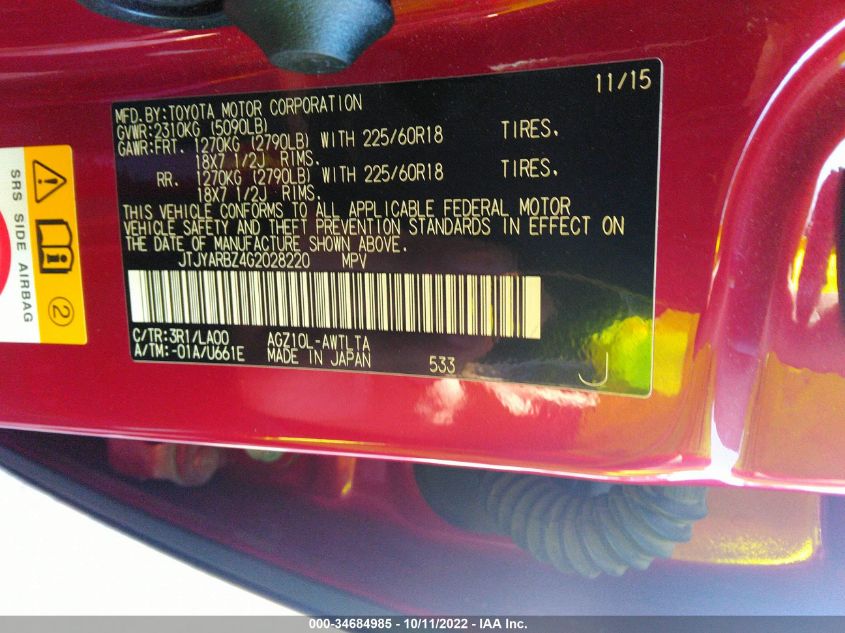 11/15
MFD.BY:TOYOTA MOTOR CORPORATION
GVWR:2310KG (5090LB)
GAWR:FRT. 1270KG (2790LB) WITH 225/60R18 TIRES.
18X7 1/2J RIMS.
RR. 1270KG (2790LB) WITH 225/60R18 TIRES.
18X7 1/2J RIMS.
THIS VEHICLE CONFORMS TO ALL APPLICABLE FEDERAL MOTOR
VEHICLE SAFETY AND THEFT PREVENTION STANDARDS IN EFFECT ON
THE DATE OF MANUFACTURE SHOWN ABOVE.
JTJYARBZ4G2028220 MPV
C/TR:3R1/LA00 AGZ10L-AWTLTA
A/TM:-01A/U661E MADE IN JAPAN 533 J
SRS SIDE AIRBAG
2
000-34684985 - 10/11/2022 - IAA Inc.